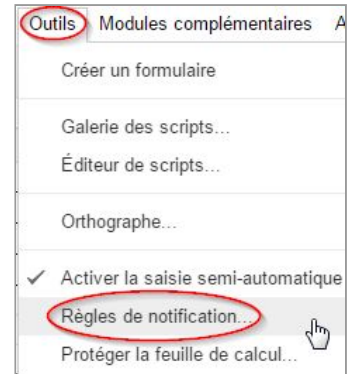 Outils Modules complémentaires A
Créer un formulaire
Galerie des scripts...
Éditeur de scripts...
Orthographe...
✓ Activer la saisie semi-automatique
Règles de notification...
Protéger la feuille de calcul...